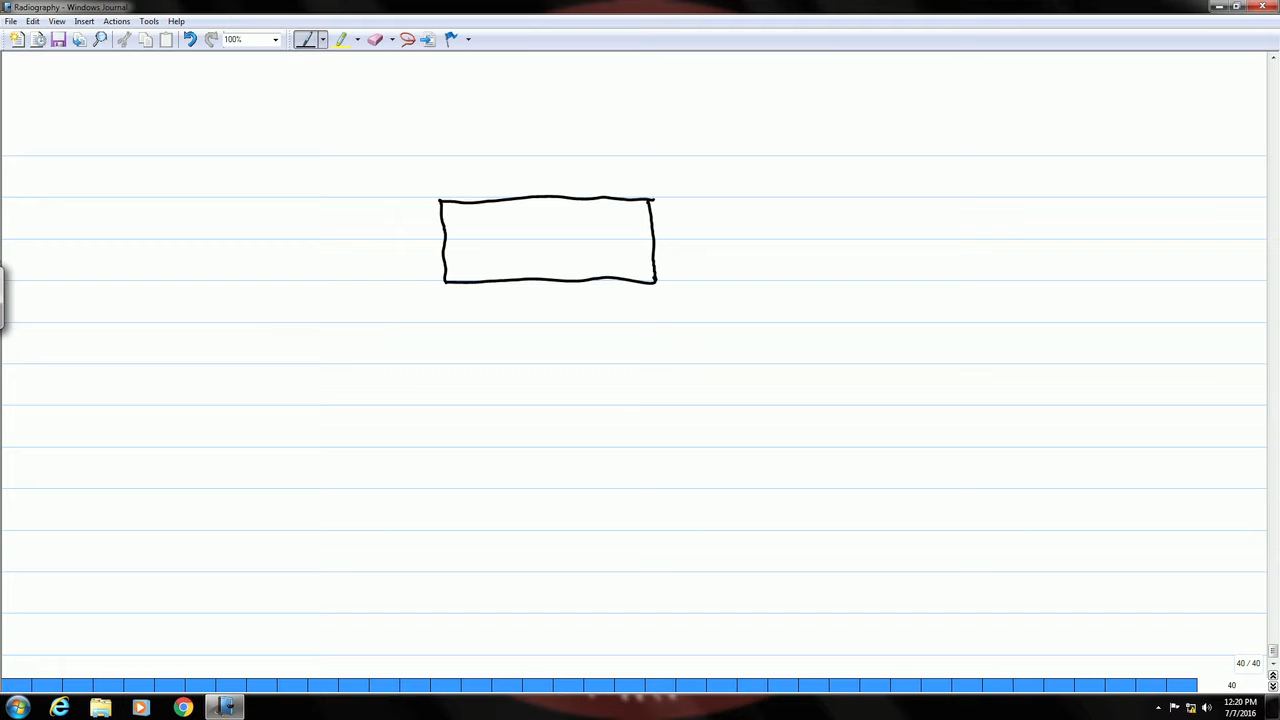 Radiography - Windows Journal
File Edit View Insert Actions Tools Help
100%
40 / 40
40
12:20 PM
7/7/2016